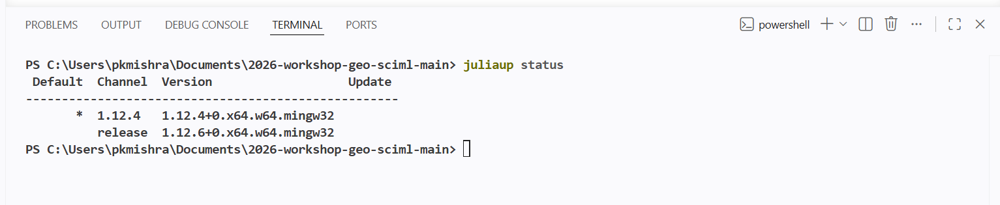 PROBLEMS OUTPUT DEBUG CONSOLE TERMINAL PORTS powershell
PS C:\Users\pkmishra\Documents\2026-workshop-geo-sciml-main> juliaup status
 Default  Channel  Version                   Update
----------------------------------------------------
       *  1.12.4   1.12.4+0.x64.w64.mingw32
          release  1.12.6+0.x64.w64.mingw32
PS C:\Users\pkmishra\Documents\2026-workshop-geo-sciml-main>